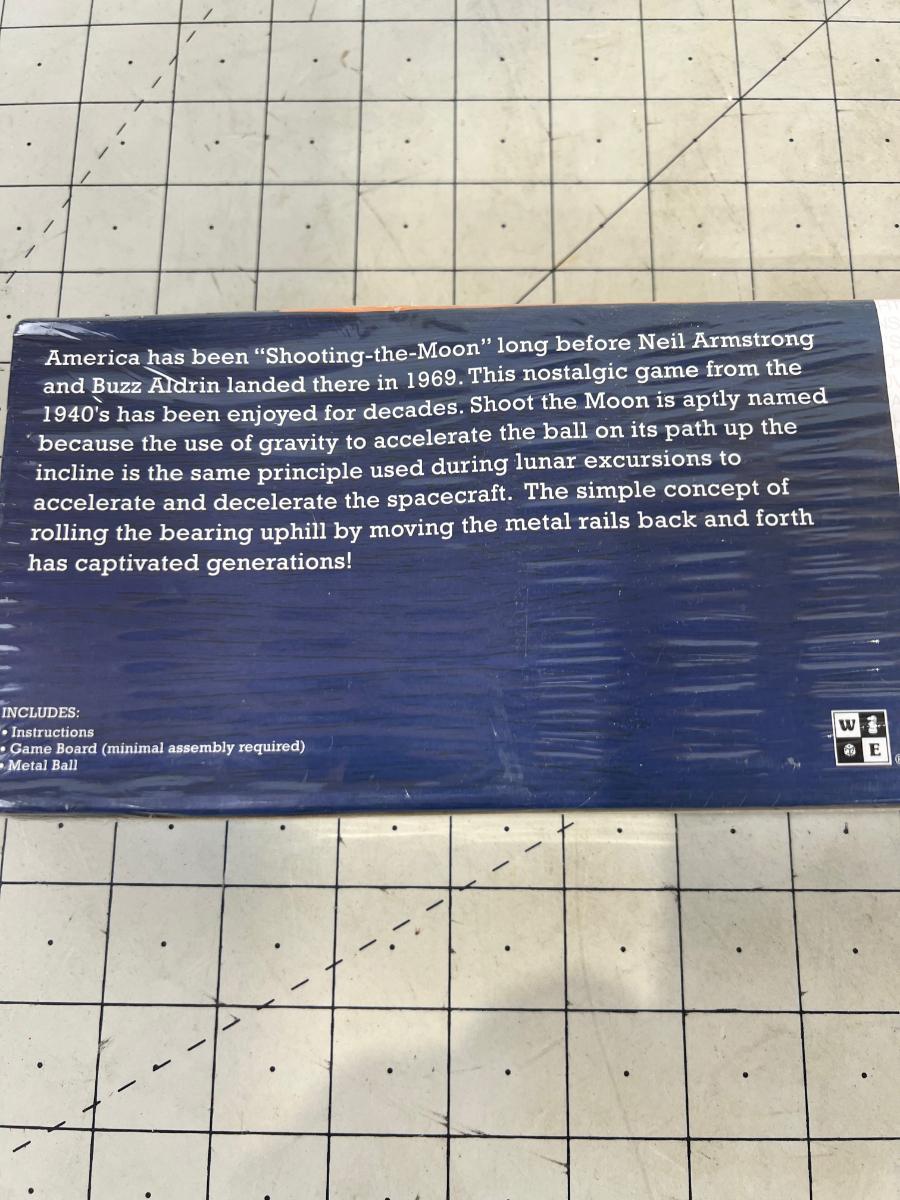 America has been “Shooting-the-Moon” long before Neil Armstrong
and Buzz Aldrin landed there in 1969. This nostalgic game from the
1940's has been enjoyed for decades. Shoot the Moon is aptly named
because the use of gravity to accelerate the ball on its path up the
incline is the same principle used during lunar excursions to
accelerate and decelerate the spacecraft. The simple concept of
rolling the bearing uphill by moving the metal rails back and forth
has captivated generations!
INCLUDES:
• Instructions
• Game Board (minimal assembly required)
• Metal Ball
W
E
®